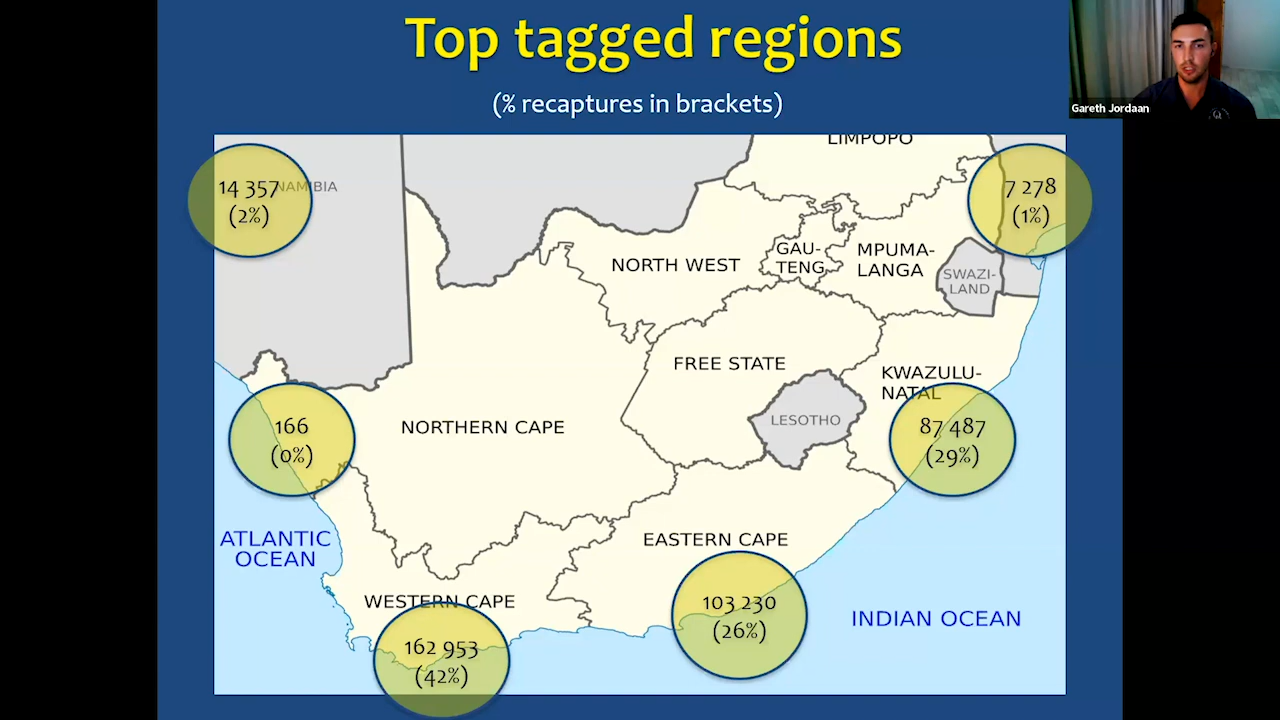 Top tagged regions
(% recaptures in brackets)
Gareth Jordaan
LIMPOPO
14 357
(2%)
NAMIBIA
7 278
(1%)
NORTH WEST
GAU-
TENG
MPUMA-
LANGA
SWAZI-
LAND
FREE STATE
KWAZULU-
NATAL
166
(0%)
NORTHERN CAPE
LESOTHO
87 487
(29%)
ATLANTIC
OCEAN
EASTERN CAPE
WESTERN CAPE
103 230
(26%)
INDIAN OCEAN
162 953
(42%)